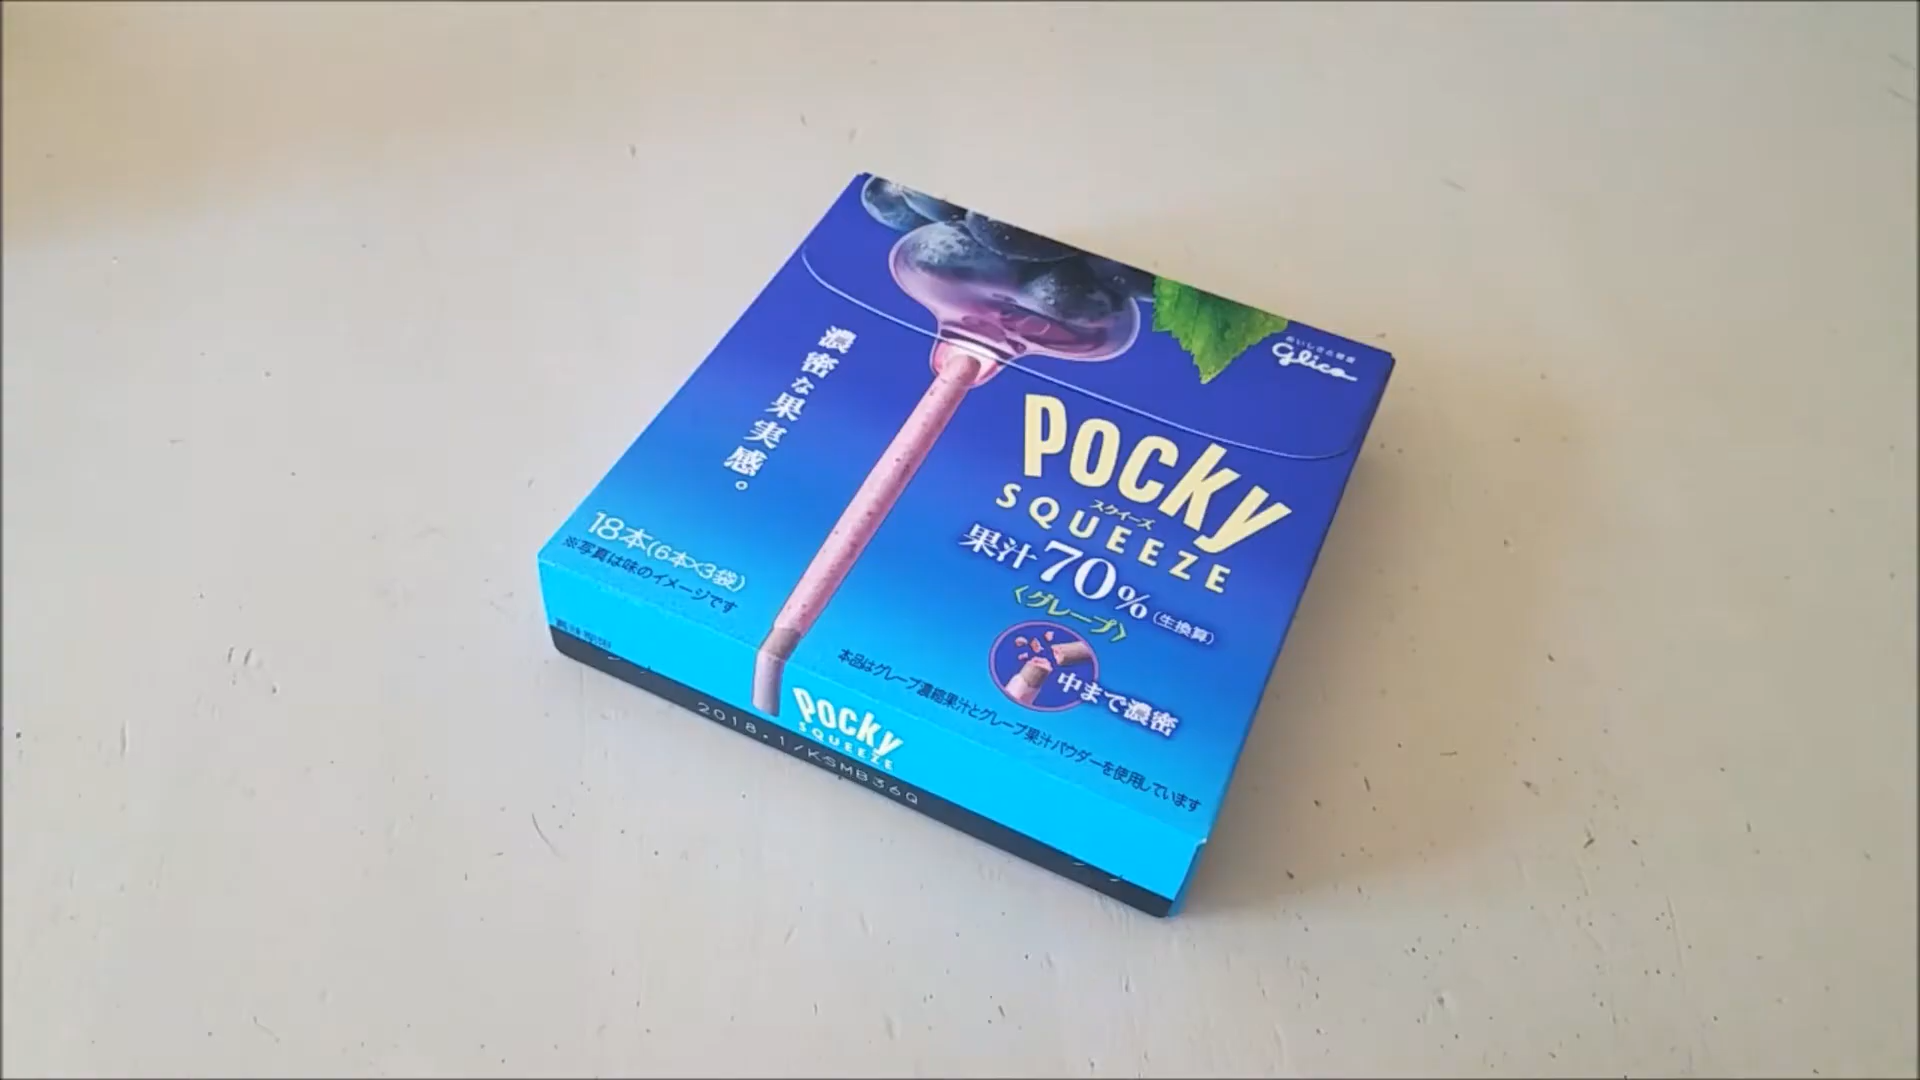 おいしさと健康
glico
濃密な果実感。
Pocky
スクイーズ
SQUEEZE
果汁70%(生換算)
〈グレープ〉
中まで濃密
18本(6本×3袋)
※写真は味のイメージです
本品はグレープ濃縮果汁とグレープ果汁パウダーを使用しています
賞味期限
Pocky
SQUEEZE
2018.1/KSMB36Q